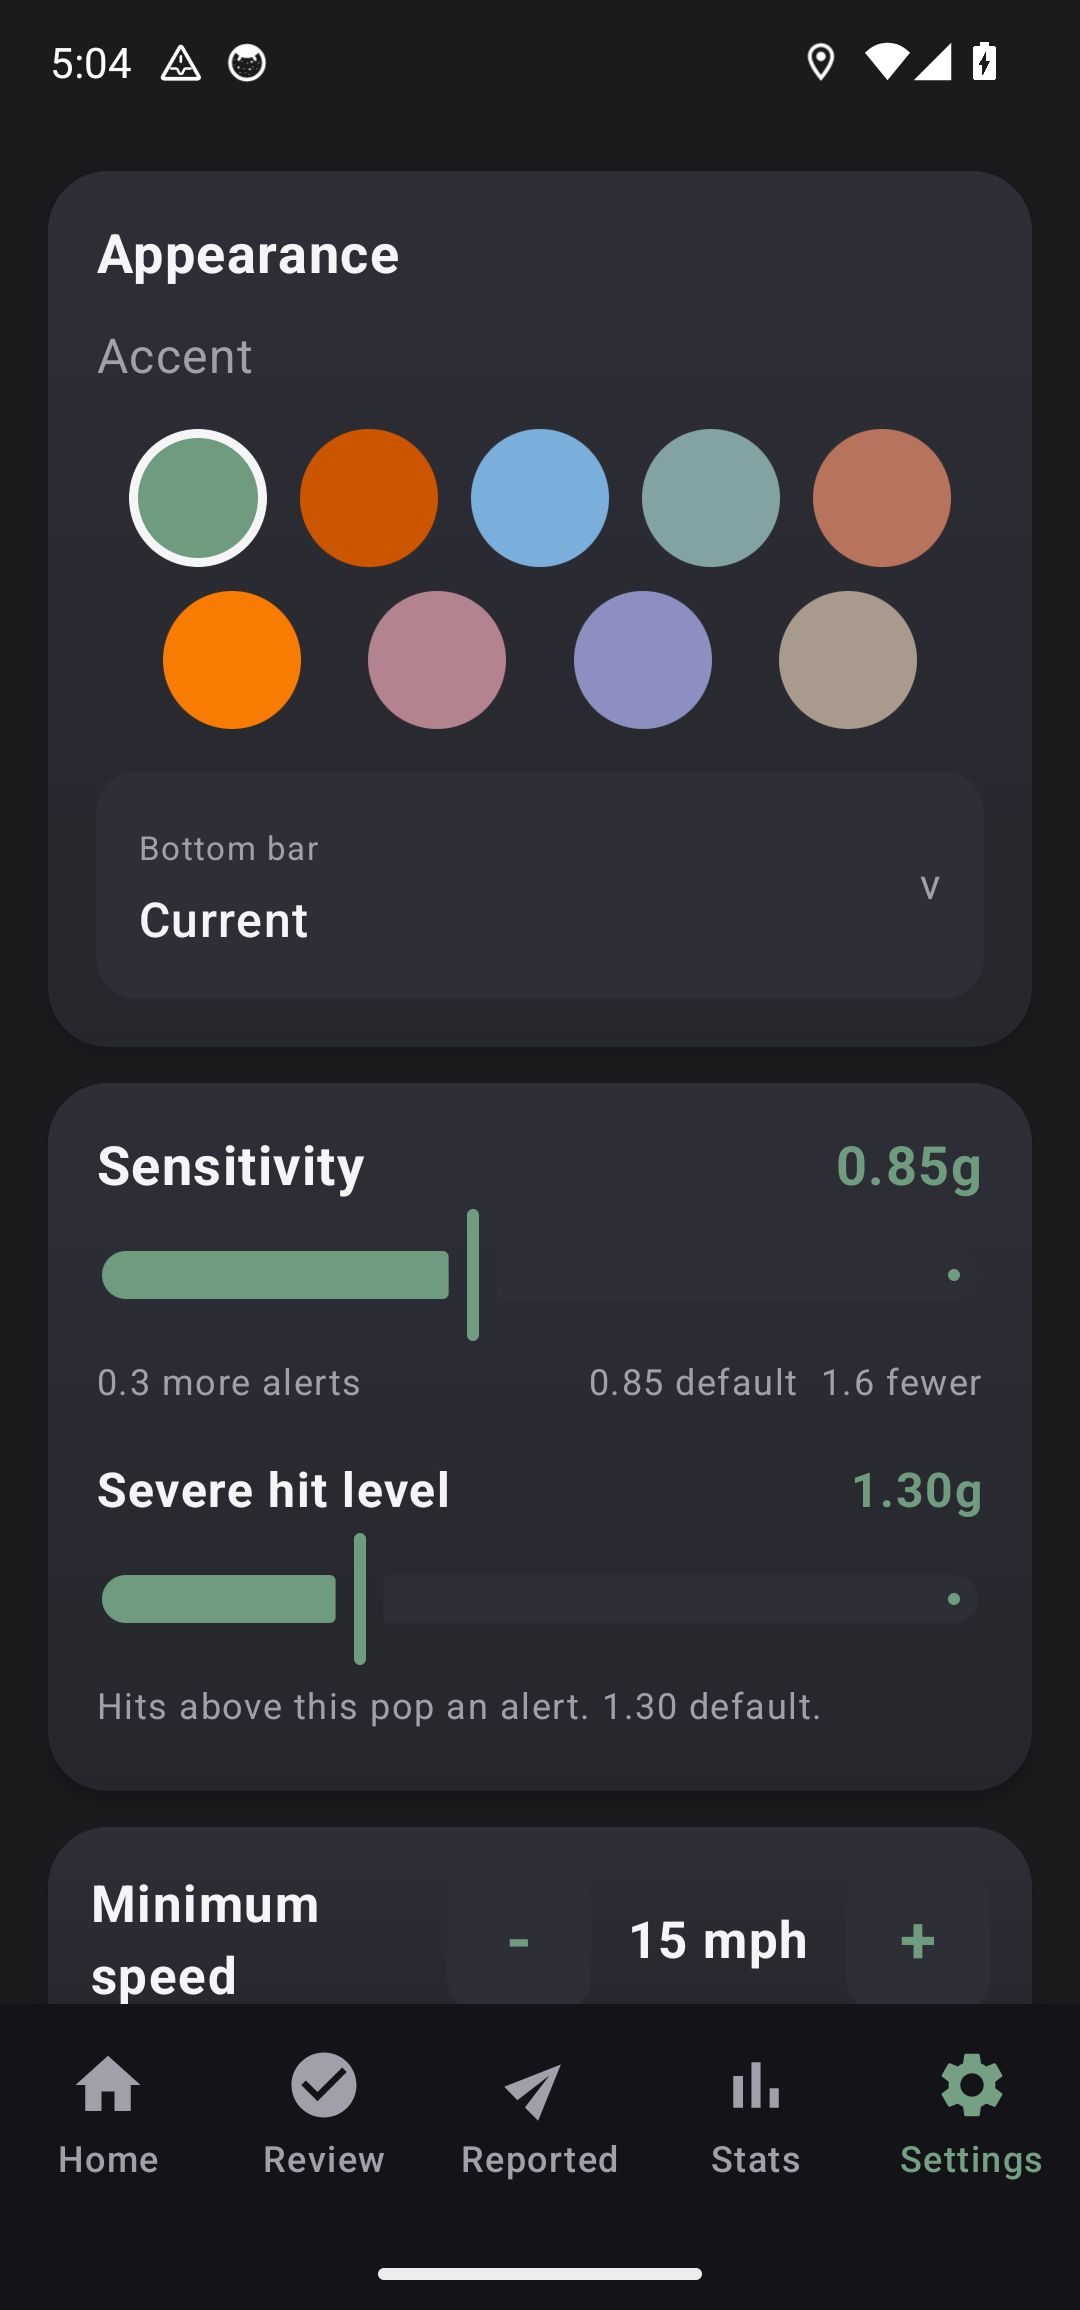 5:04
Appearance
Accent
Bottom bar
Current
v
Sensitivity 0.85g
0.3 more alerts 0.85 default 1.6 fewer
Severe hit level 1.30g
Hits above this pop an alert. 1.30 default.
Minimum
speed
- 15 mph +
Home Review Reported Stats Settings